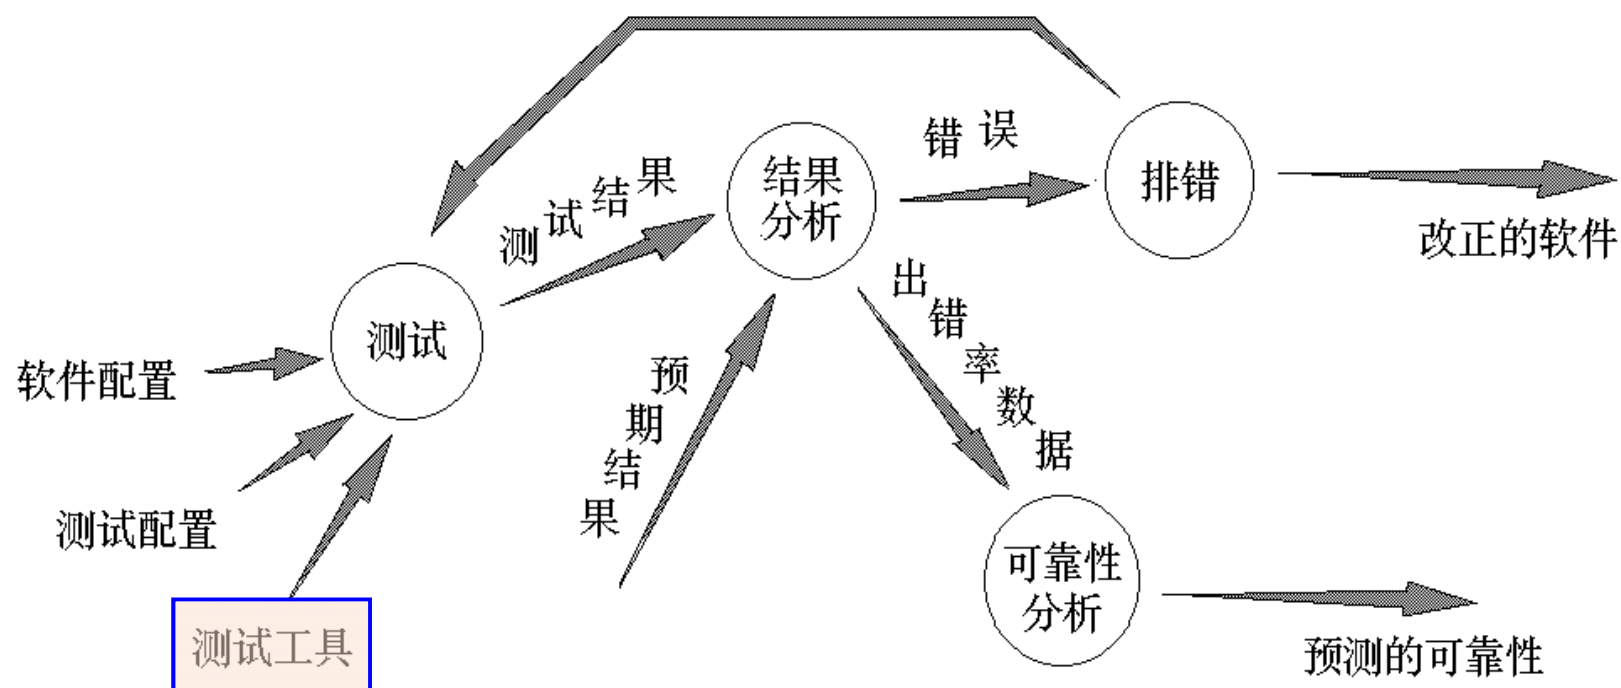 错误
测试结果
结果
分析
排错
改正的软件
出错率数据
测试
软件配置
预期结果
测试配置
可靠性
分析
测试工具
预测的可靠性